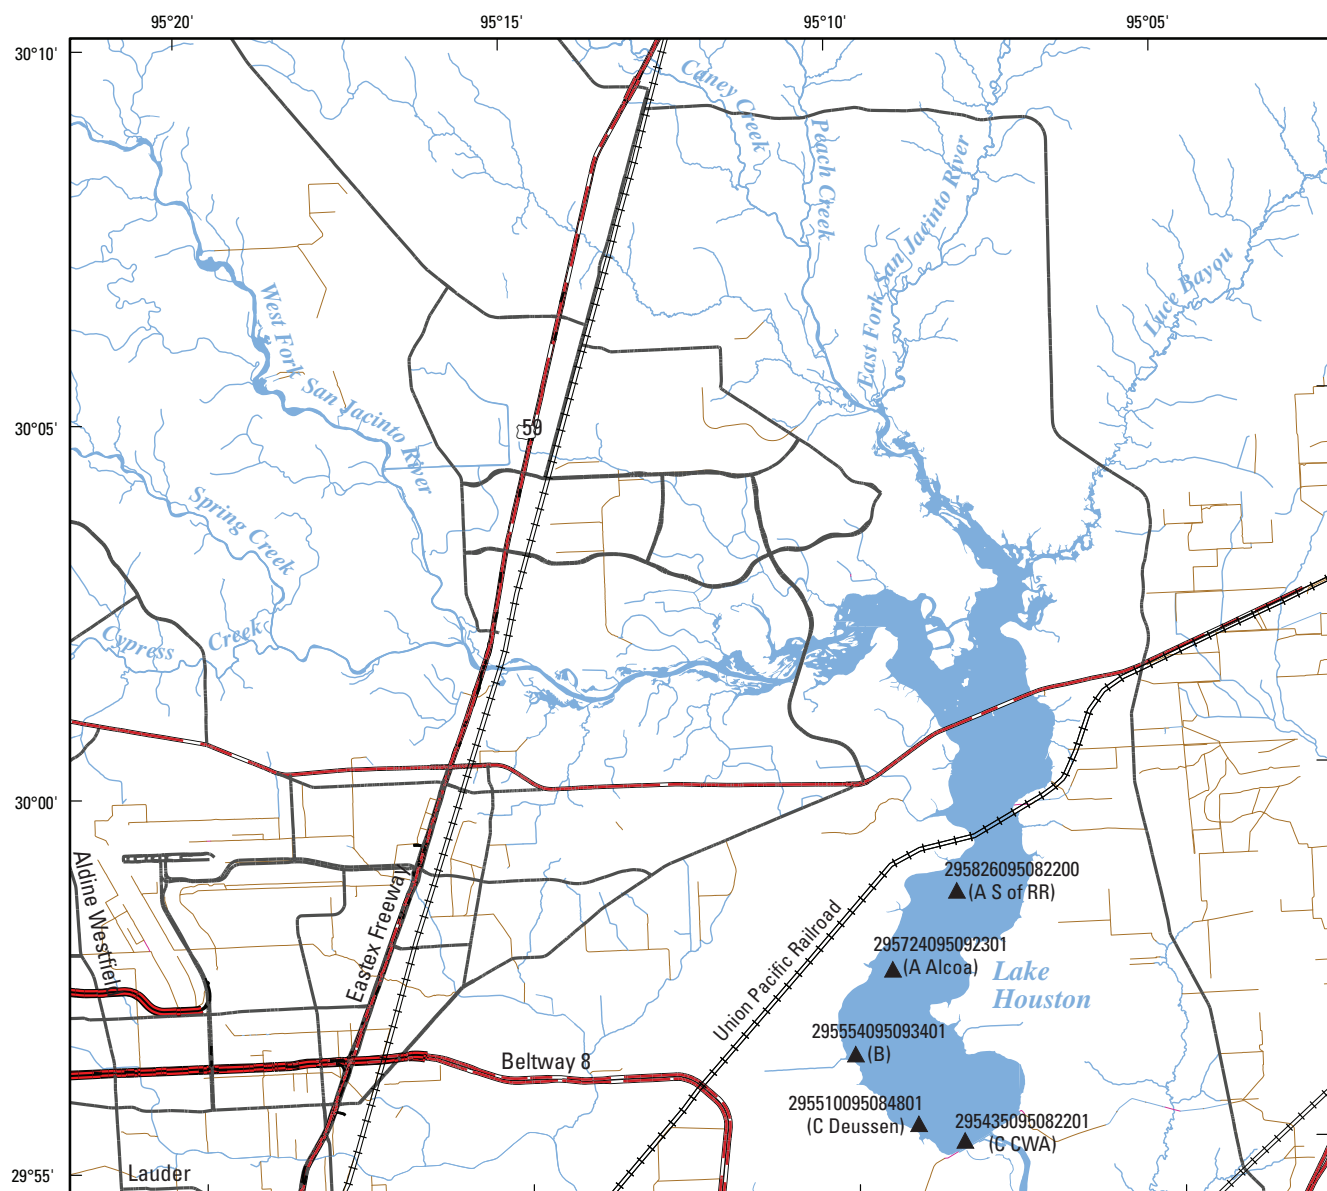 95°20'
95°15'
95°10'
95°05'
30°10'
Caney Creek
Peach Creek
East Fork San Jacinto River
Luce Bayou
West Fork San Jacinto River
30°05'
59
Spring Creek
Cypress Creek
30°00'
Aldine Westfield
Eastex Freeway
Union Pacific Railroad
295826095082200
(A S of RR)
295724095092301
(A Alcoa)
Lake
Houston
295554095093401
(B)
Beltway 8
295510095084801
(C Deussen)
295435095082201
(C CWA)
29°55'
Lauder